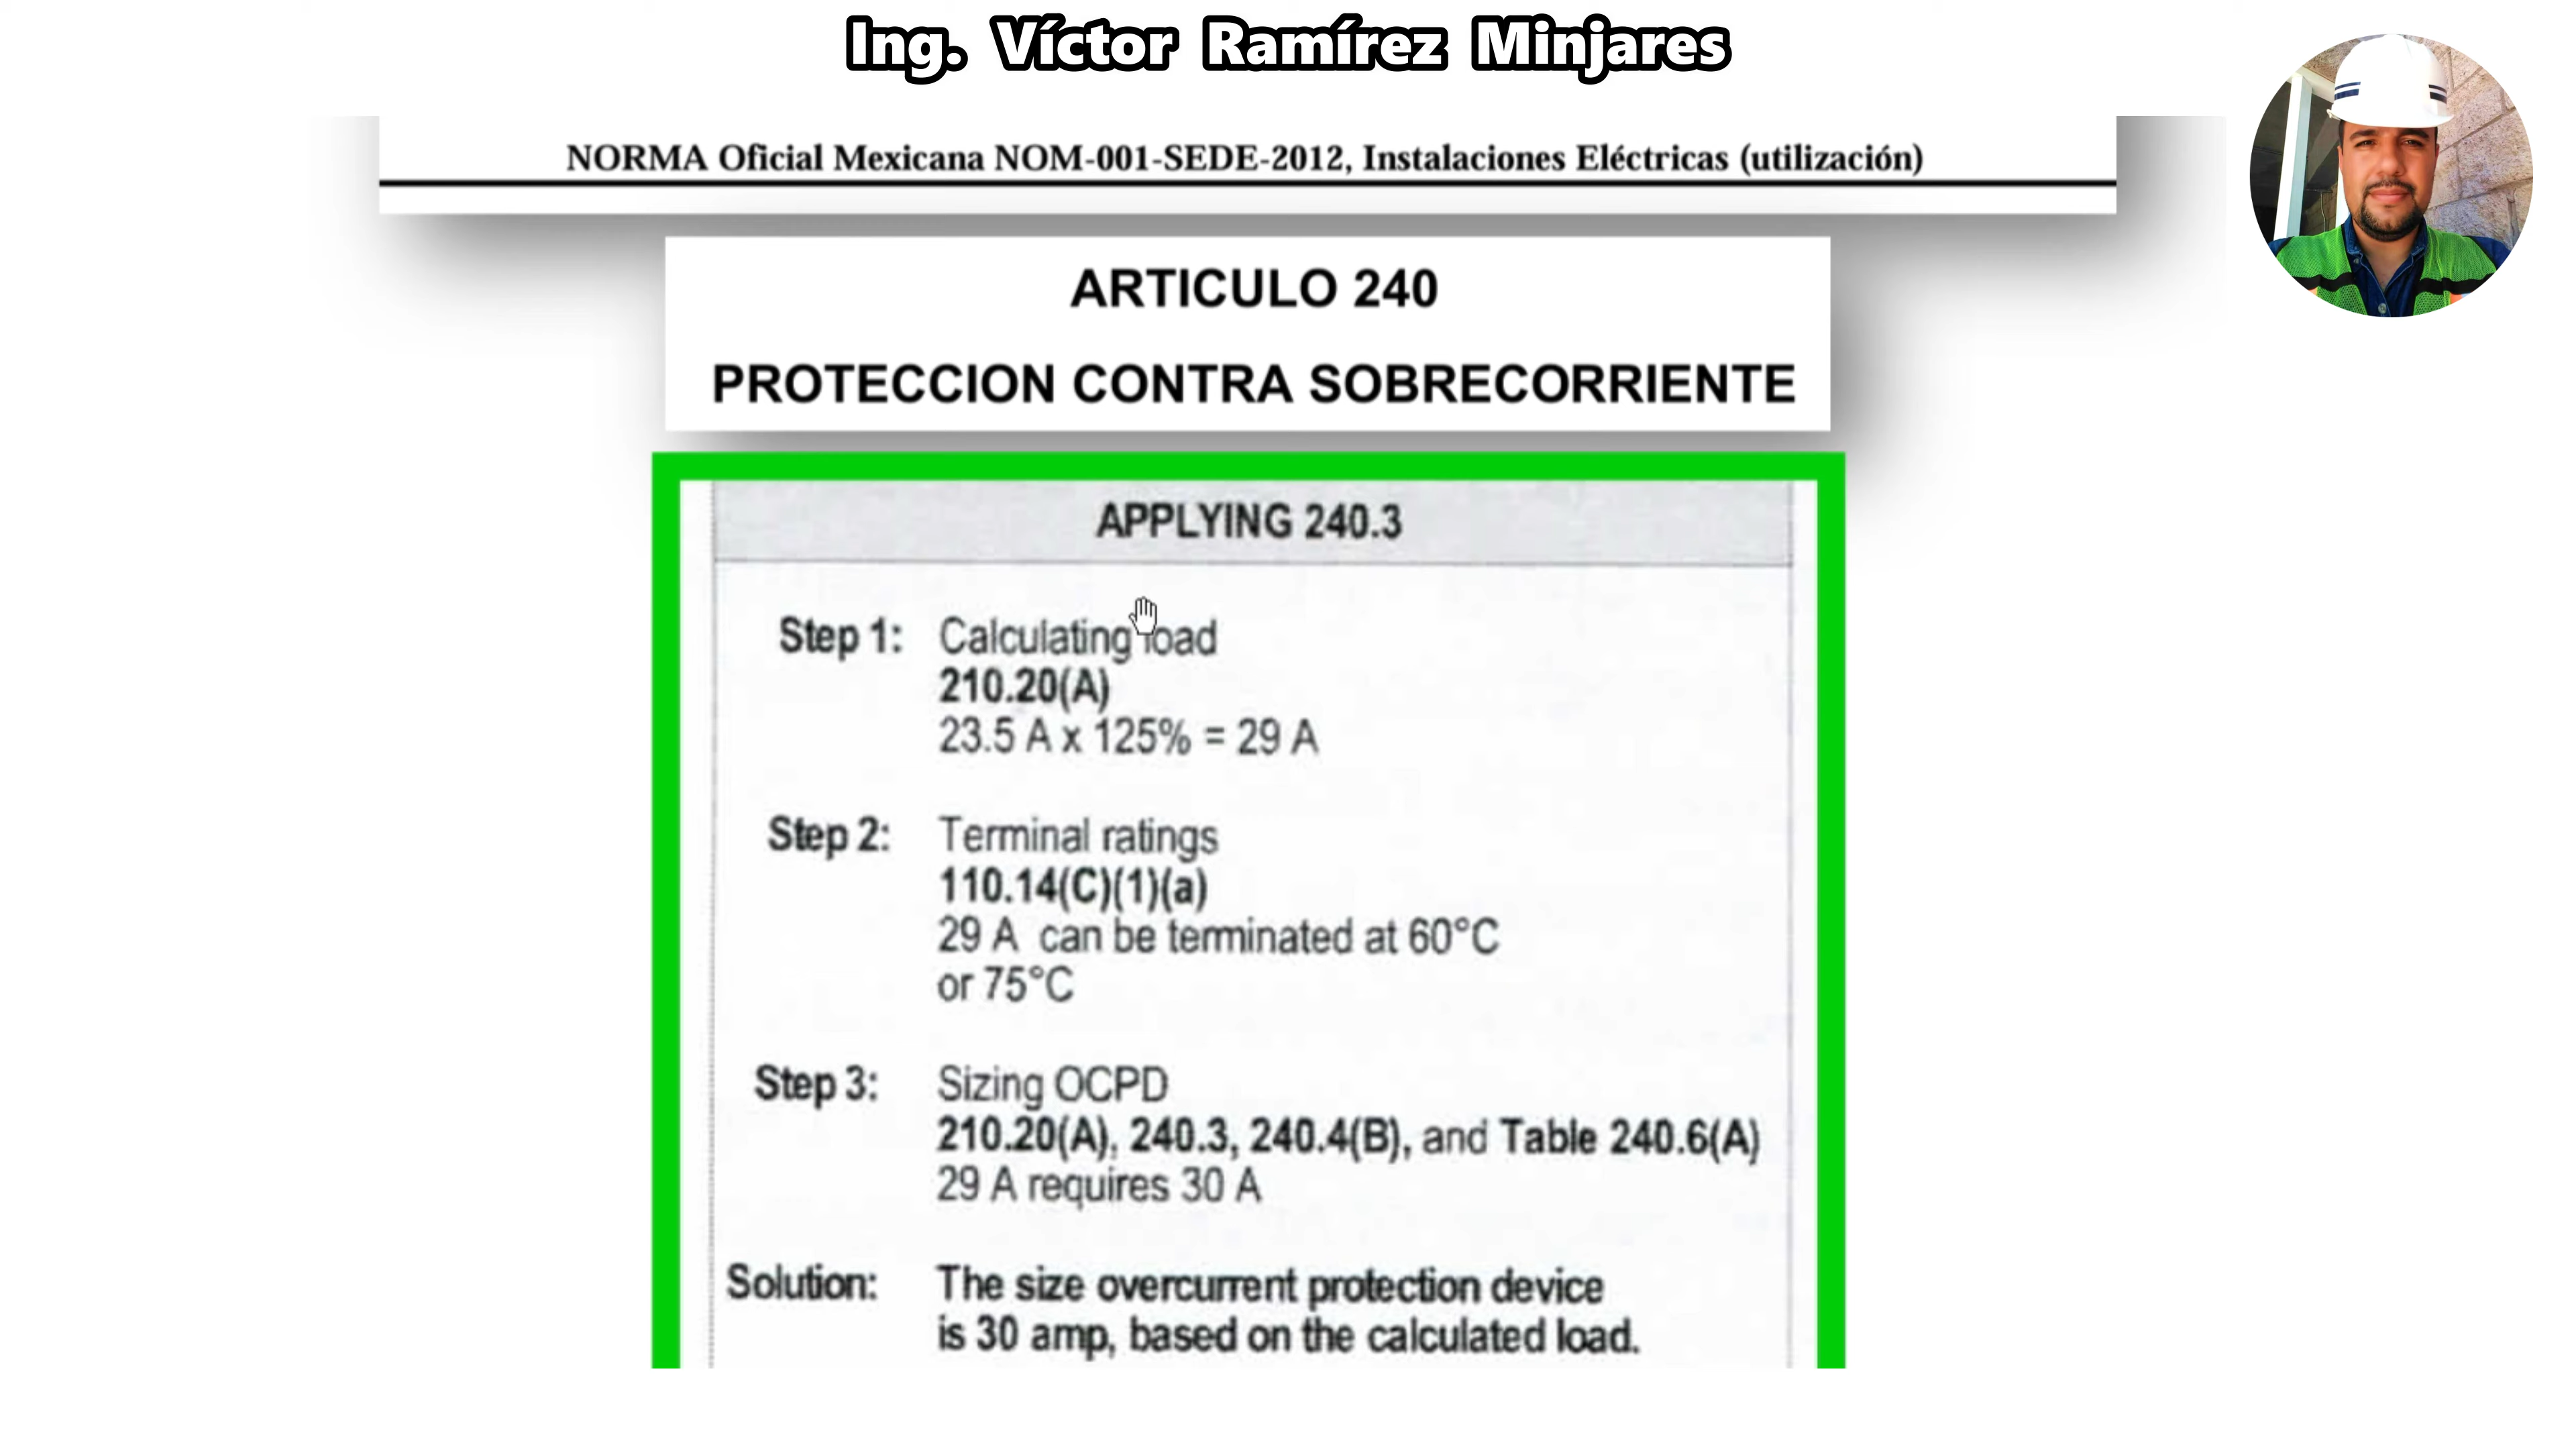 Ing. Víctor Ramírez Minjares
NORMA Oficial Mexicana NOM-001-SEDE-2012, Instalaciones Eléctricas (utilización)
ARTICULO 240
PROTECCION CONTRA SOBRECORRIENTE
APPLYING 240.3
Step 1: Calculating load
210.20(A)
23.5 A x 125% = 29 A
Step 2: Terminal ratings
110.14(C)(1)(a)
29 A can be terminated at 60°C
or 75°C
Step 3: Sizing OCPD
210.20(A), 240.3, 240.4(B), and Table 240.6(A)
29 A requires 30 A
Solution: The size overcurrent protection device
is 30 amp, based on the calculated load.